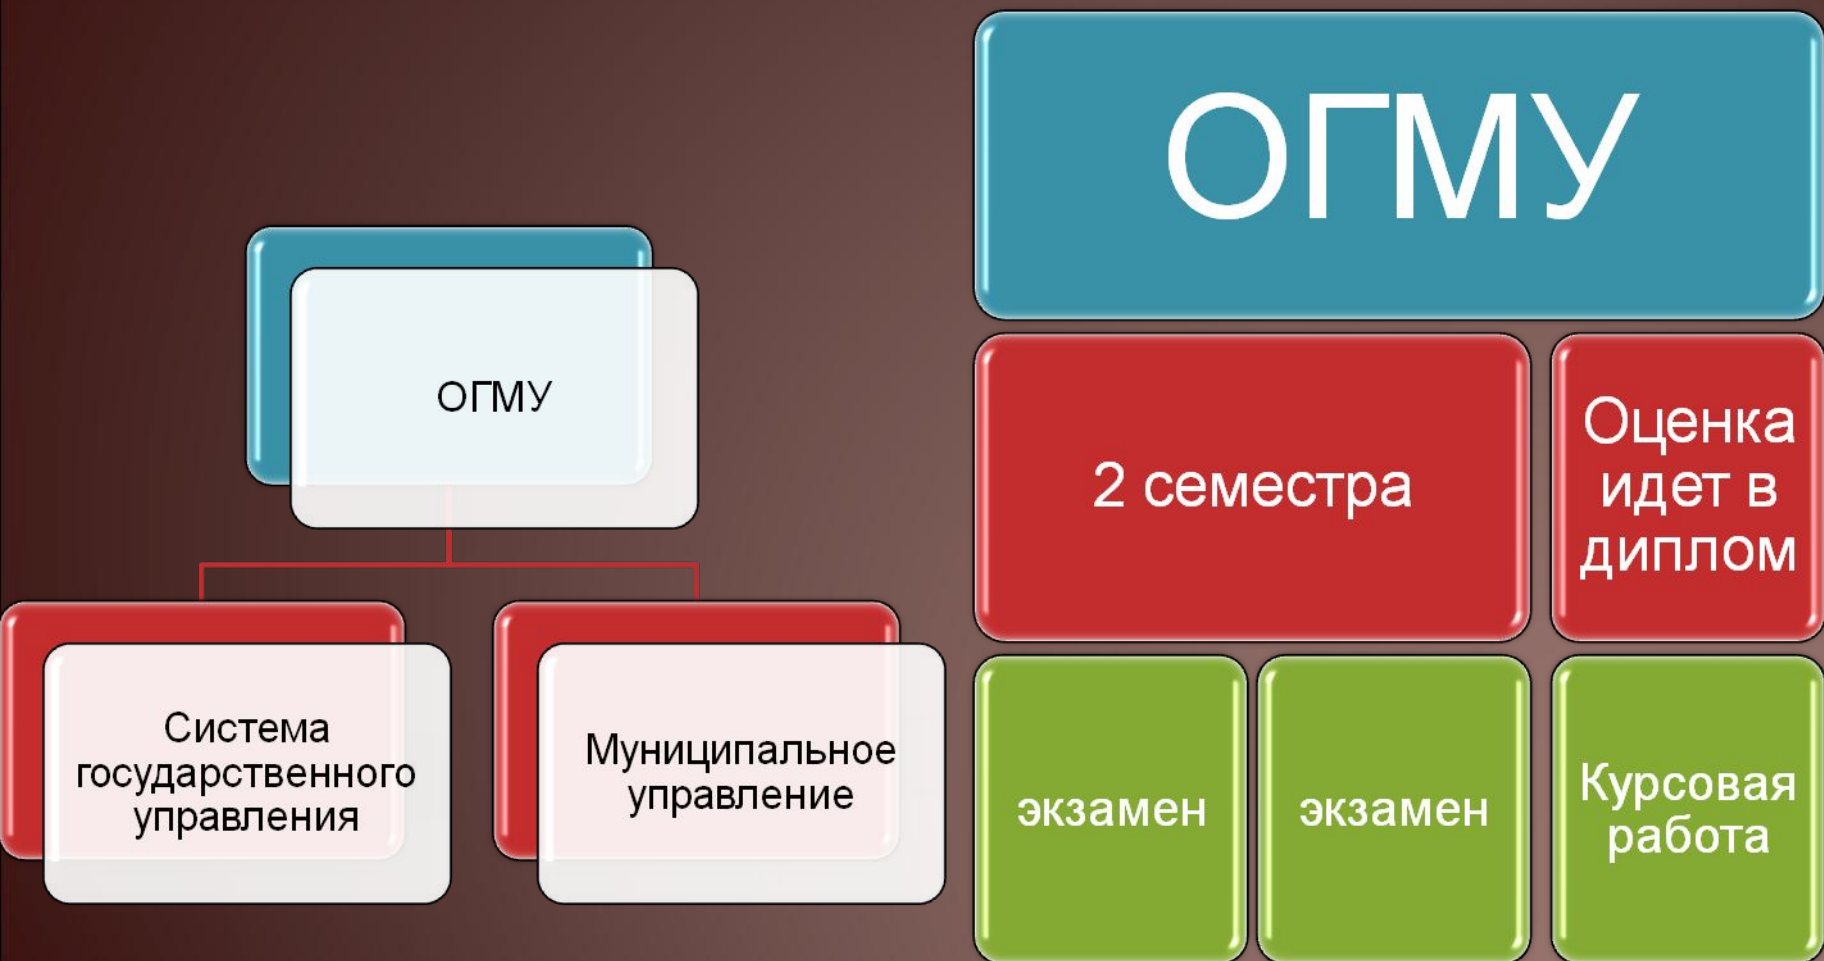 ОГМУ
Система
государственного
управления
Муниципальное
управление
ОГМУ
2 семестра
Оценка
идет в
диплом
экзамен
экзамен
Курсовая
работа